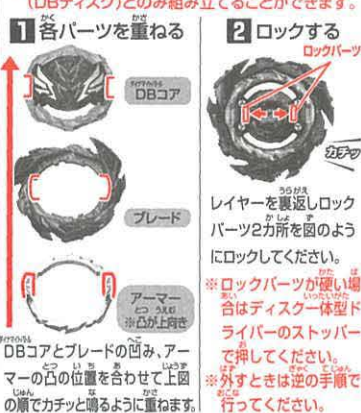 (DBディスク)とのみ組み立てることができます。
1 各パーツを重ねる
DBコア
ブレード
アーマー
※凸が上向き
DBコアとブレードの凹み、アー
マーの凸の位置を合わせて上図
の順でカチッと鳴るように重ねます。
2 ロックする
ロックパーツ
カチッ
レイヤーを裏返しロック
パーツ2カ所を図のよう
にロックしてください。
※ロックパーツが硬い場
合はディスク一体型ド
ライバーのストッパー
で押してください。
※外すときは逆の手順で
行ってください。